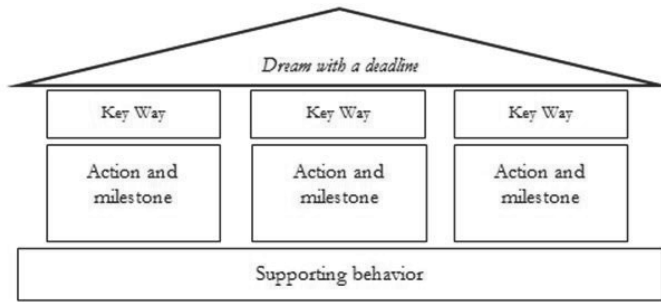 Dream with a deadline
Key Way
Key Way
Key Way
Action and
milestone
Action and
milestone
Action and
milestone
Supporting behavior